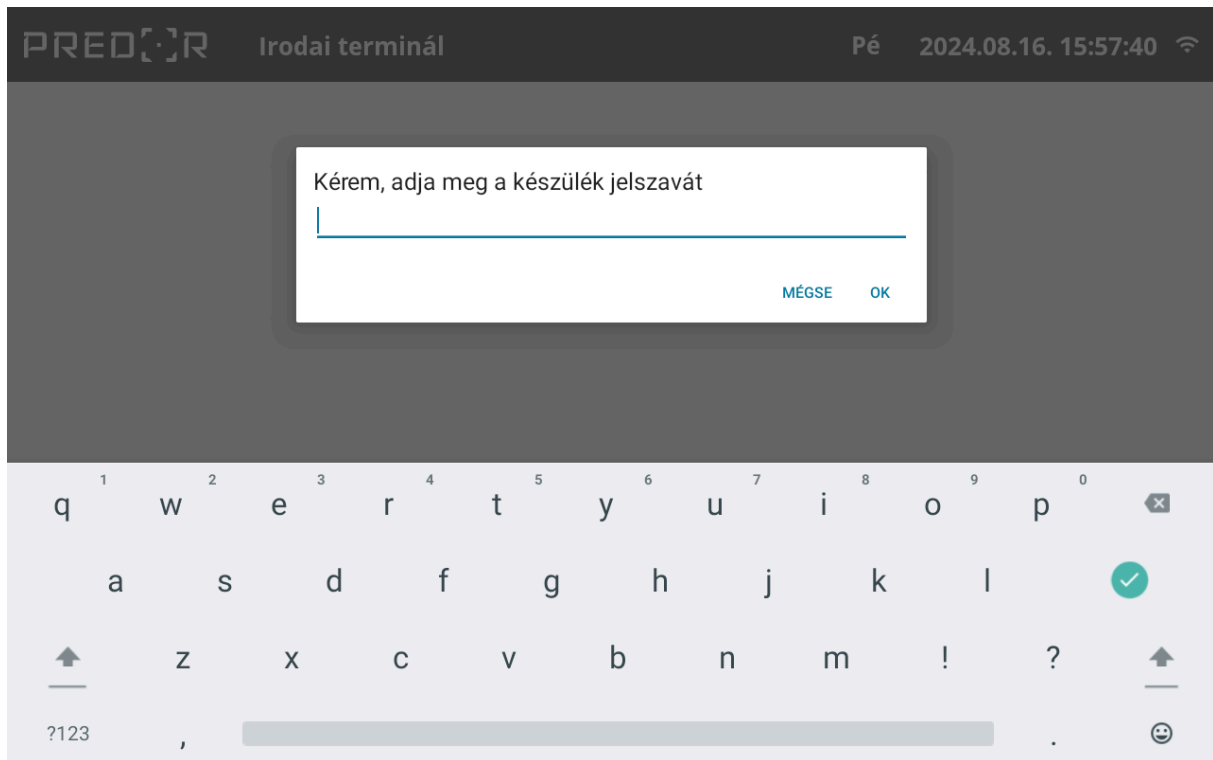 PREDOR Irodai terminál Pé 2024.08.16. 15:57:40
Kérem, adja meg a készülék jelszavát
MÉGSE OK
1 2 3 4 5 6 7 8 9 0
q w e r t y u i o p
a s d f g h j k l
z x c v b n m ! ?
?123 , .